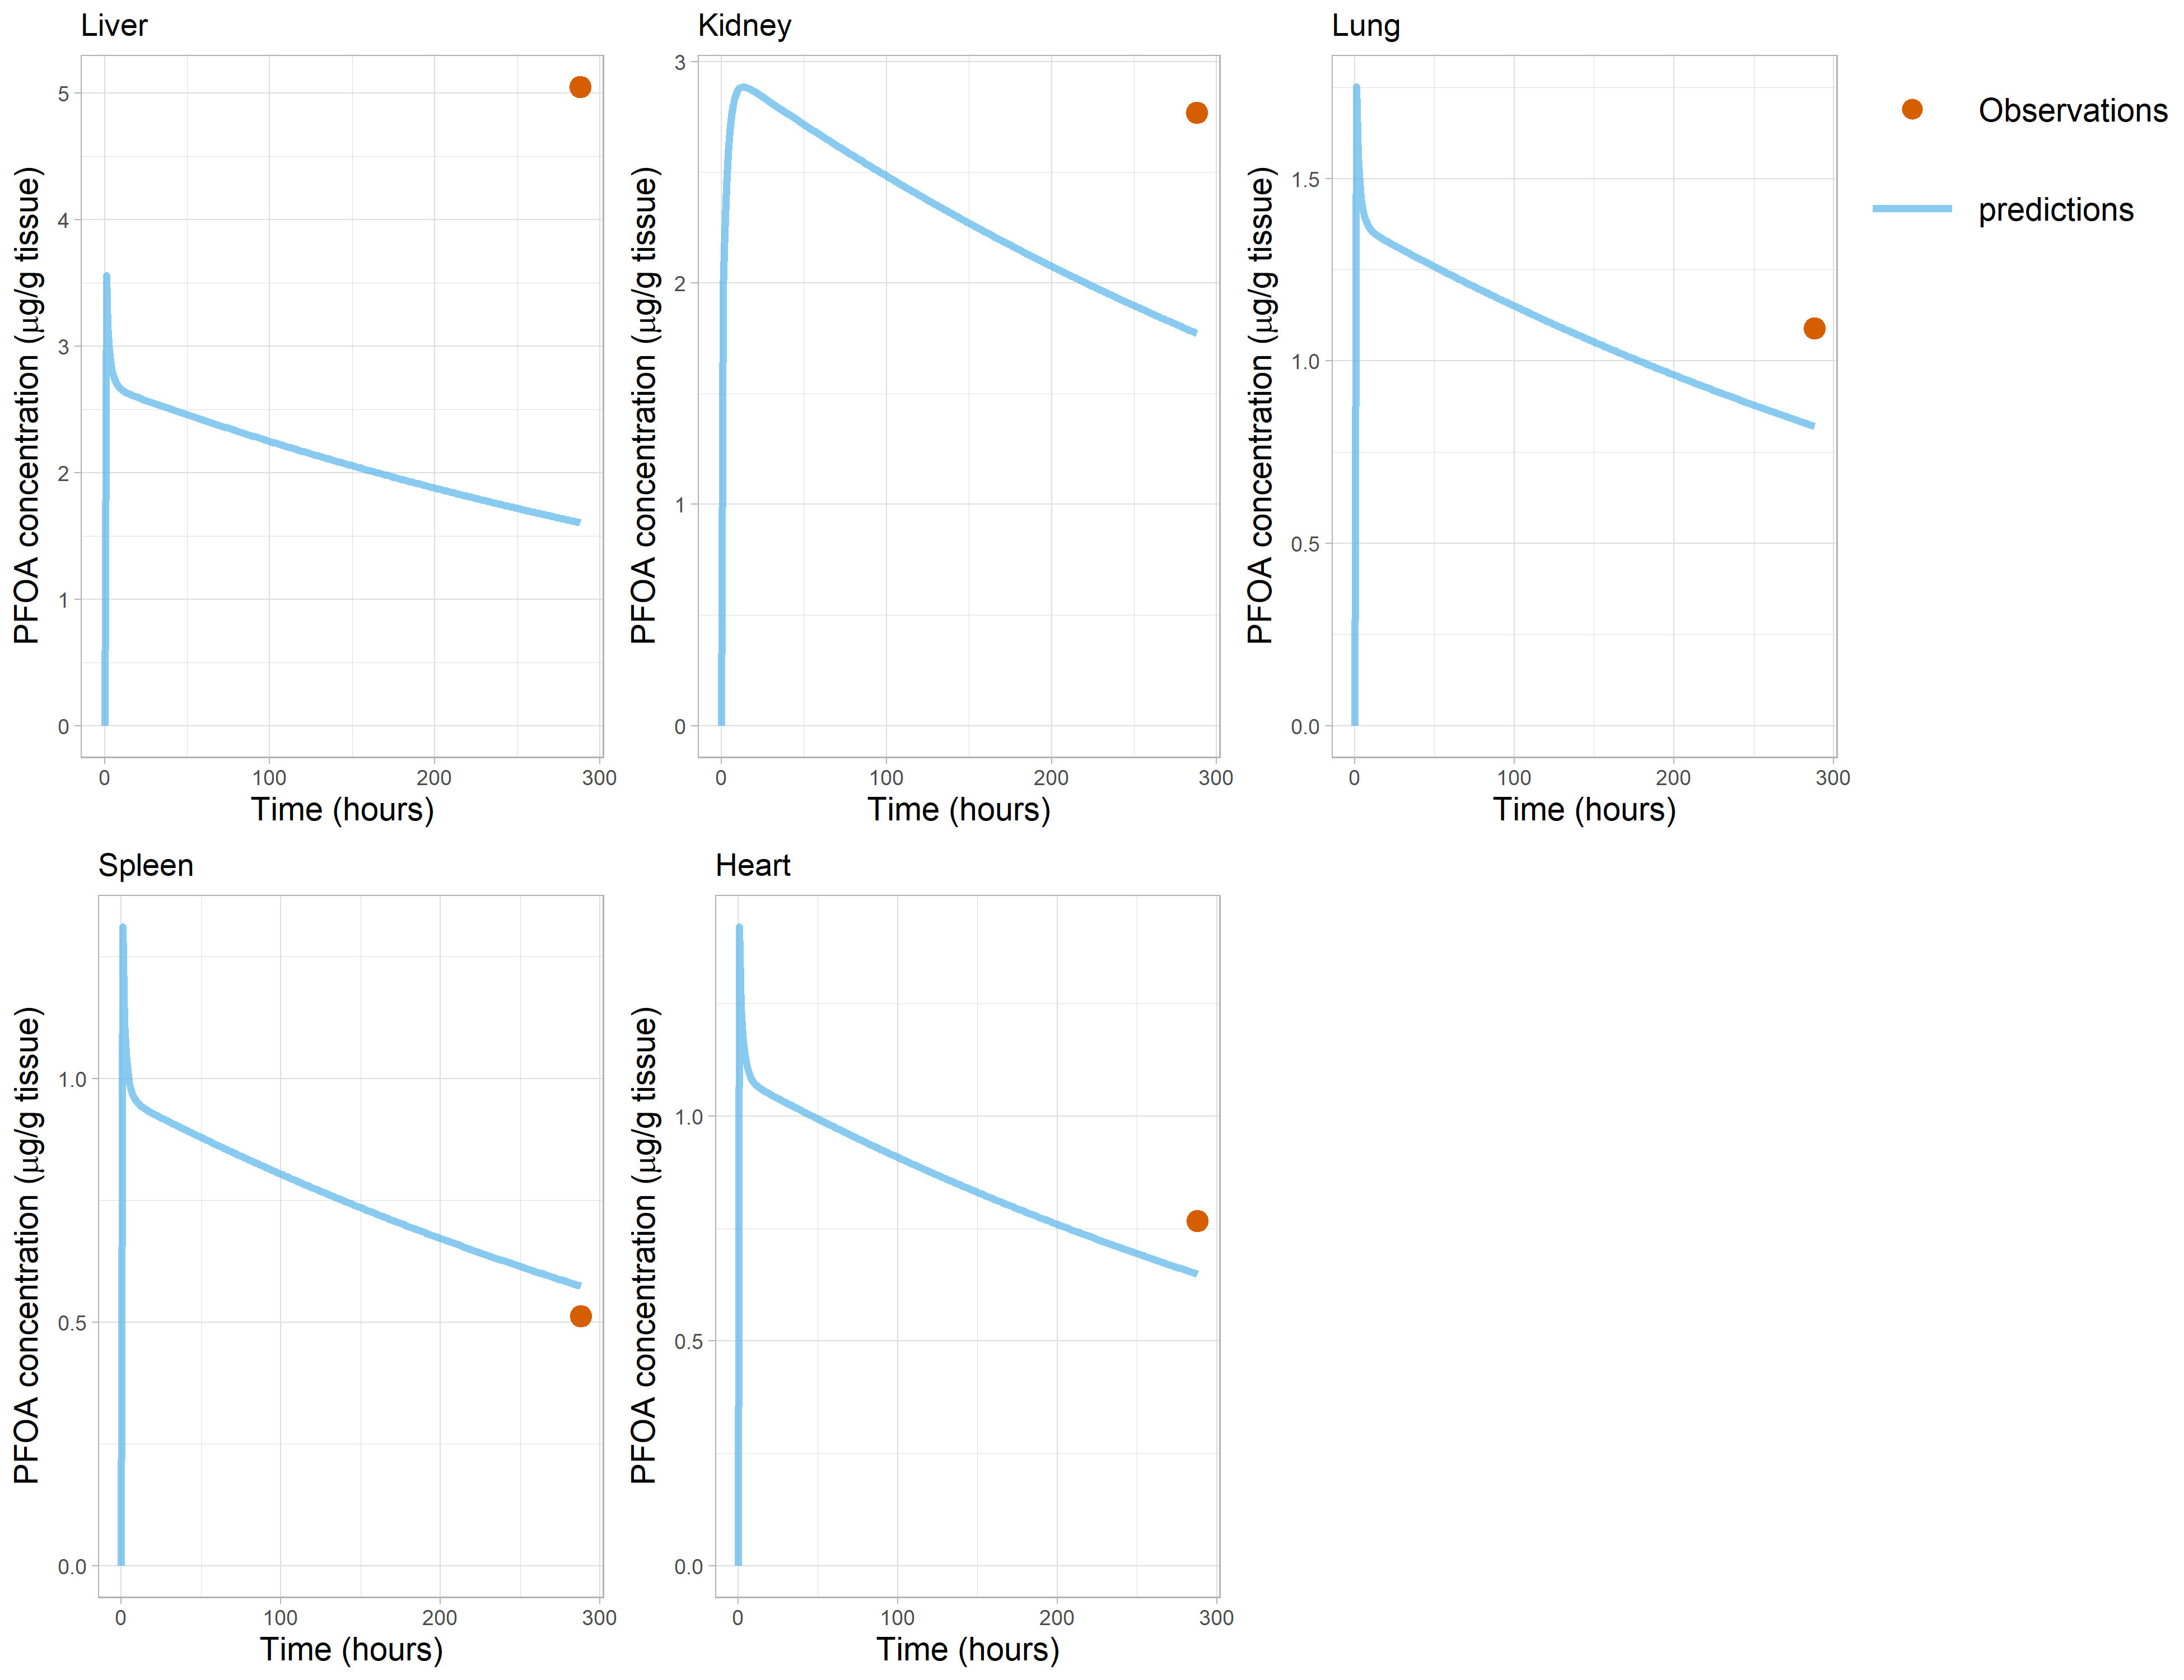 Liver
PFOA concentration (μg/g tissue)
5
4
3
2
1
0
0 100 200 300
Time (hours)
Kidney
PFOA concentration (μg/g tissue)
3
2
1
0
0 100 200 300
Time (hours)
Lung
PFOA concentration (μg/g tissue)
1.5
1.0
0.5
0.0
0 100 200 300
Time (hours)
Observations
predictions
Spleen
PFOA concentration (μg/g tissue)
1.0
0.5
0.0
0 100 200 300
Time (hours)
Heart
PFOA concentration (μg/g tissue)
1.0
0.5
0.0
0 100 200 300
Time (hours)